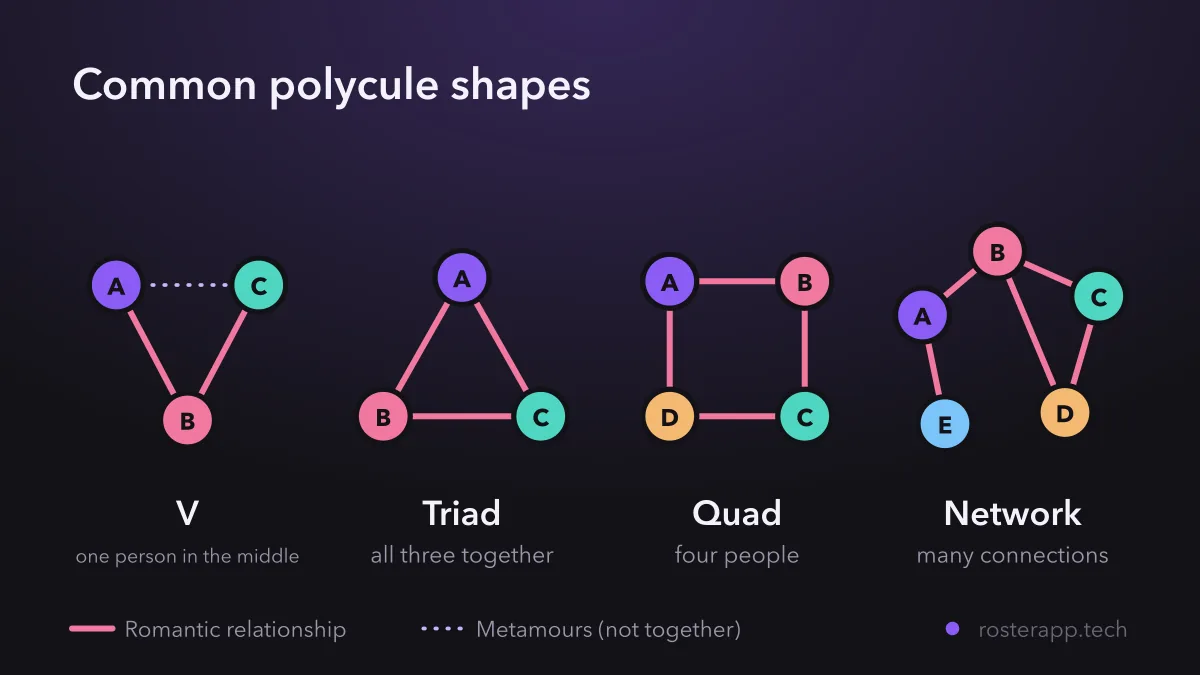 Common polycule shapes
A
C
B
A
B
C
A
B
D
C
B
A
C
E
D
V
one person in the middle
Triad
all three together
Quad
four people
Network
many connections
Romantic relationship
Metamours (not together)
rosterapp.tech